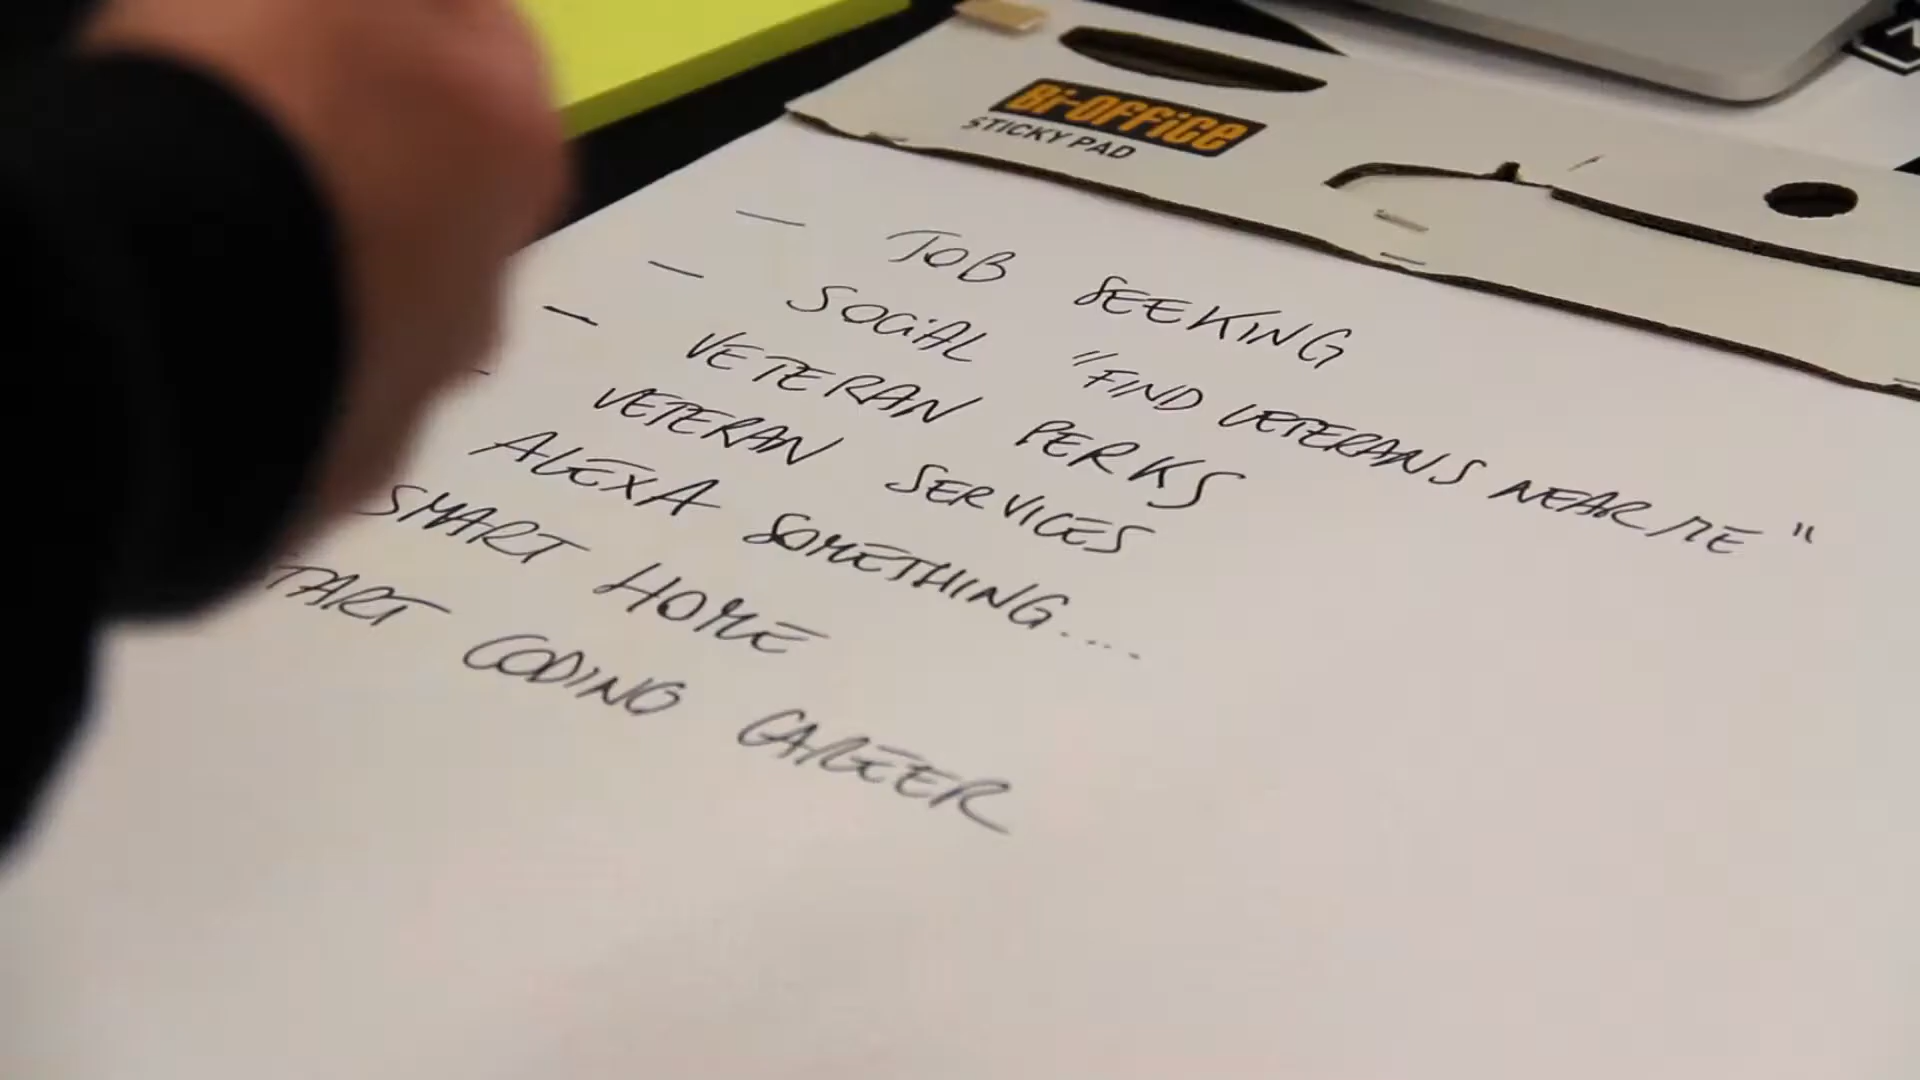 Bi-OFFiCE
STICKY PAD
— JOB SEEKING
— SOCiAL "FIND VETERANS NEAR ME"
— VETERAN PERKS
- VETERAN SERVICES
ALEXA SOMETHING....
SMART HOME
TART CODING CAREER